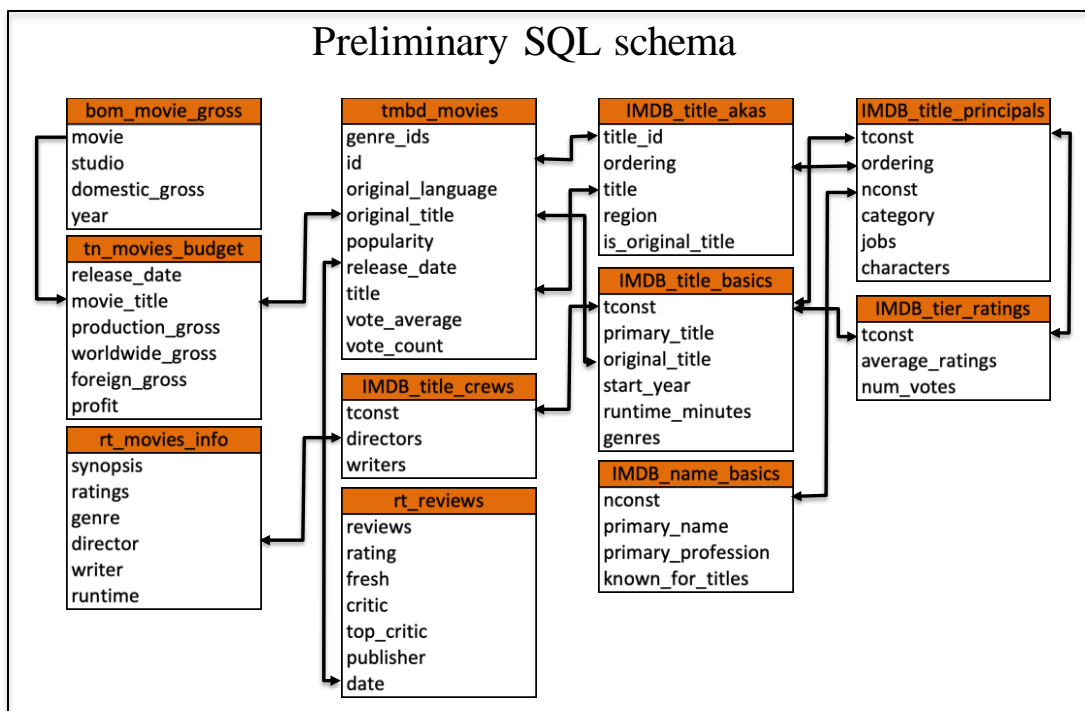 Preliminary SQL schema
bom_movie_gross
movie
studio
domestic_gross
year
tn_movies_budget
release_date
movie_title
production_gross
worldwide_gross
foreign_gross
profit
rt_movies_info
synopsis
ratings
genre
director
writer
runtime
tmbd_movies
genre_ids
id
original_language
original_title
popularity
release_date
title
vote_average
vote_count
IMDB_title_crews
tconst
directors
writers
rt_reviews
reviews
rating
fresh
critic
top_critic
publisher
date
IMDB_title_akas
title_id
ordering
title
region
is_original_title
IMDB_title_basics
tconst
primary_title
original_title
start_year
runtime_minutes
genres
IMDB_name_basics
nconst
primary_name
primary_profession
known_for_titles
IMDB_title_principals
tconst
ordering
nconst
category
jobs
characters
IMDB_tier_ratings
tconst
average_ratings
num_votes